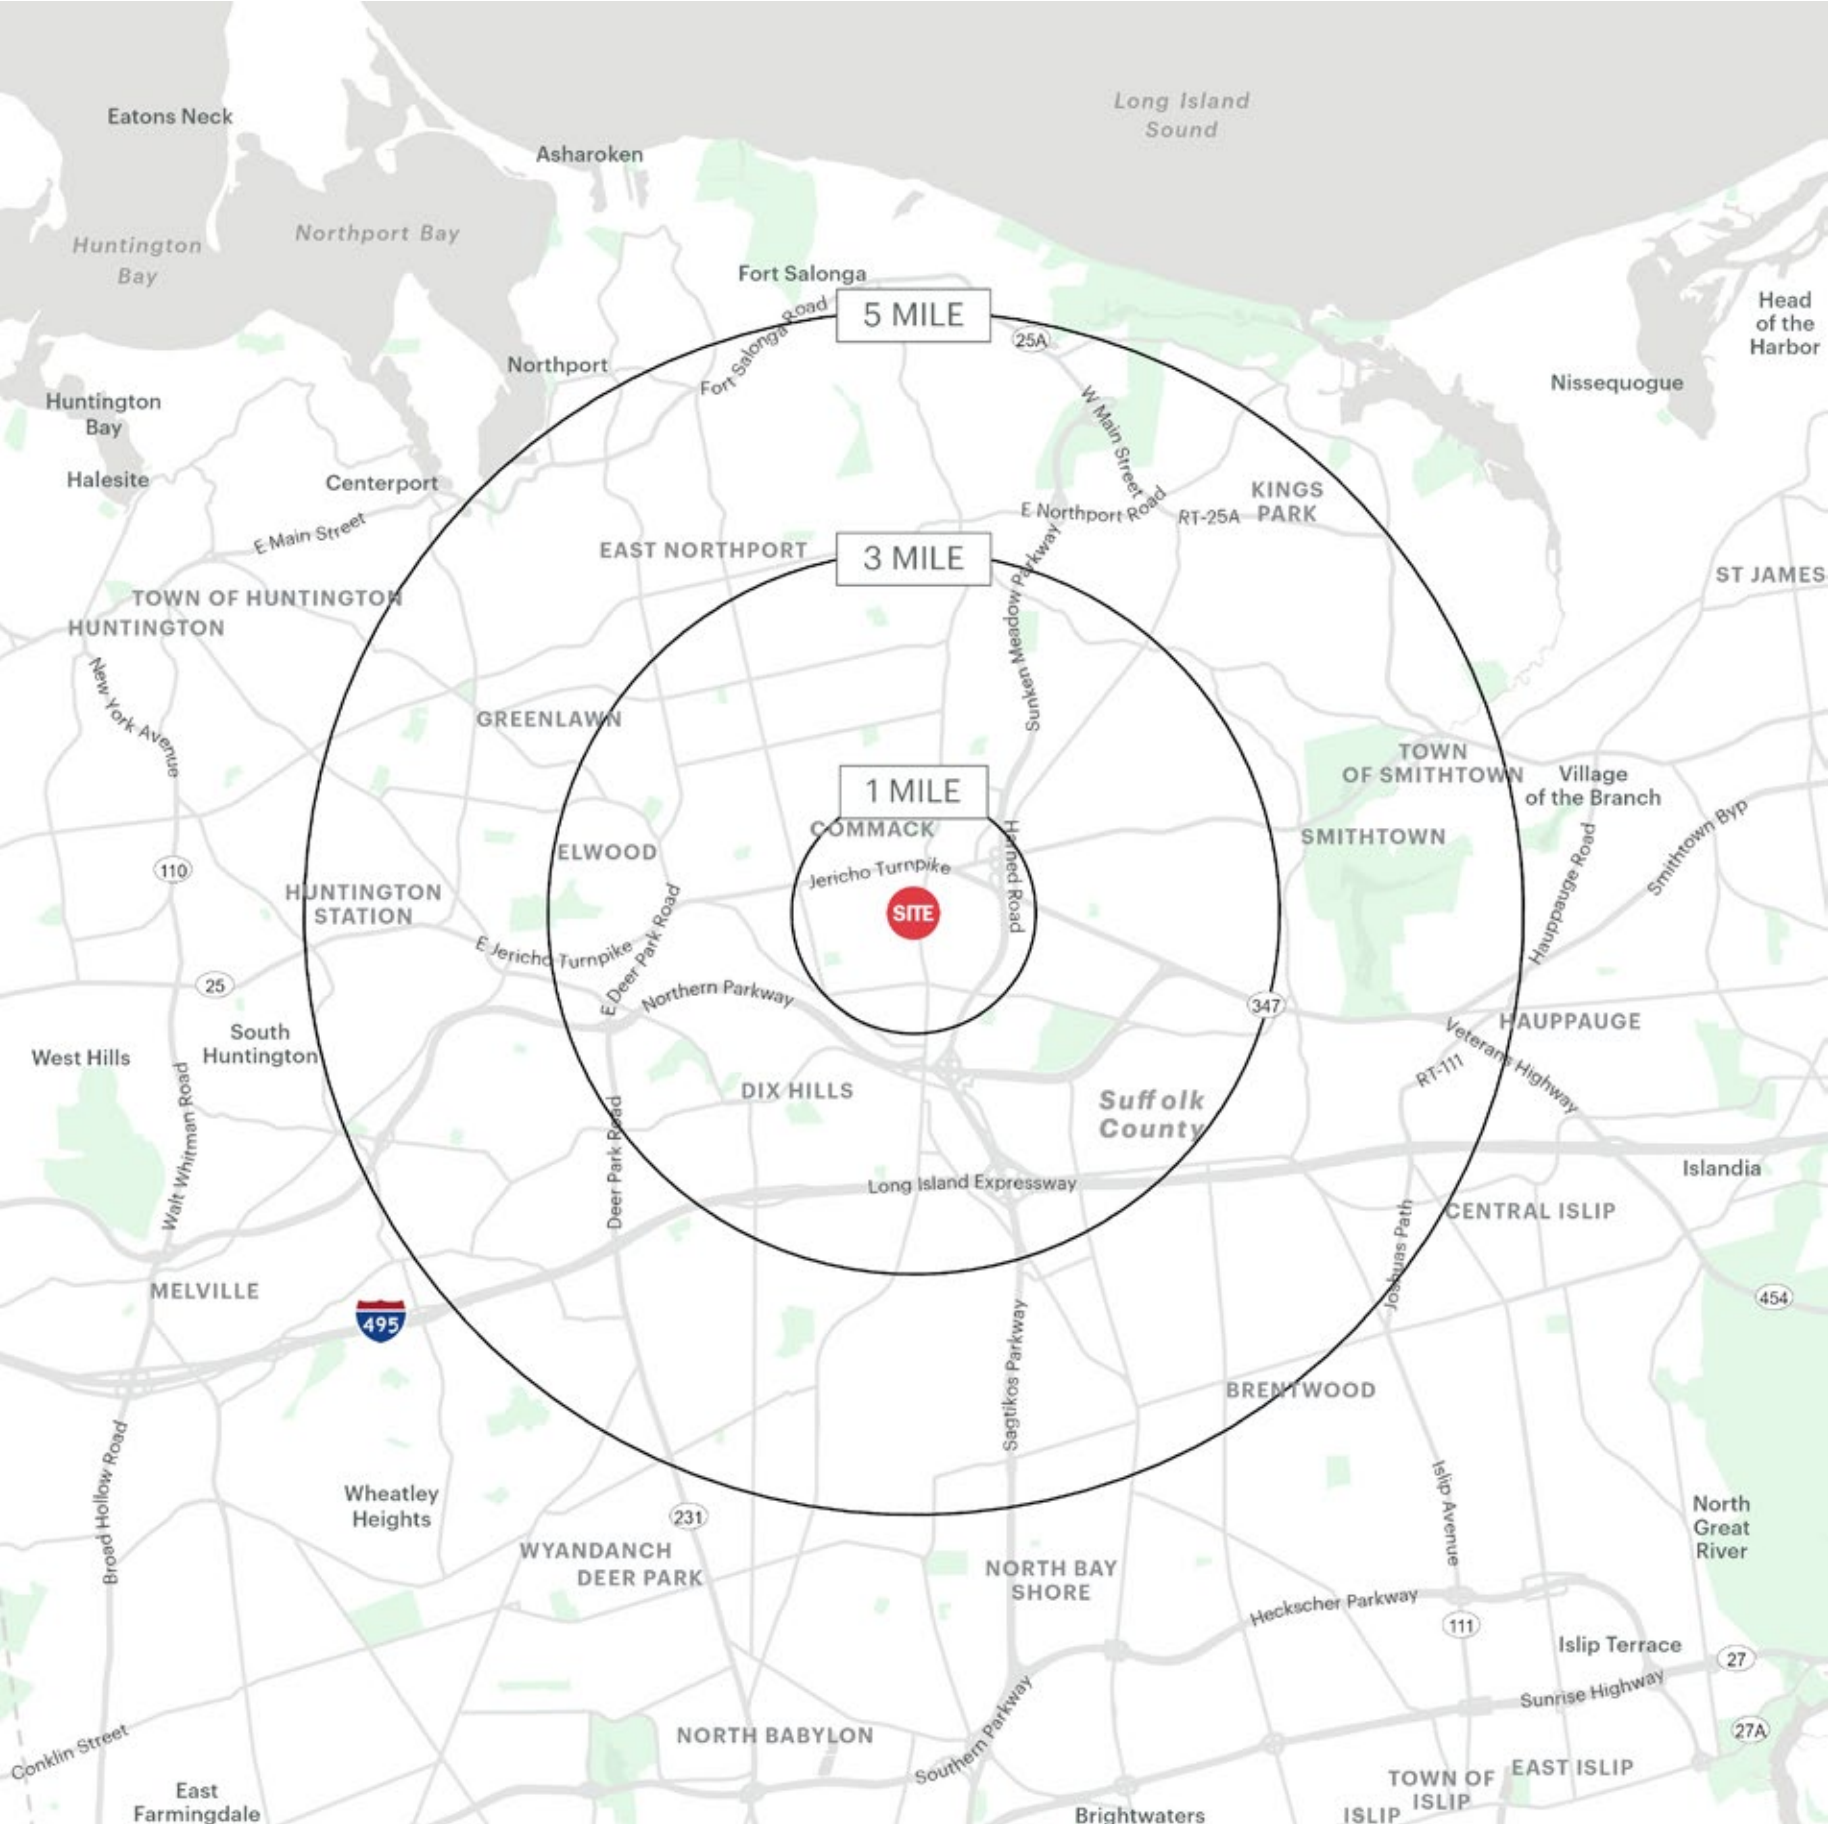 Long Island
Sound
Eatons Neck
Asharoken
Northport Bay
Huntington
Bay
Fort Salonga
Head
of the
Harbor
5 MILE
Fort Salonga Road
25A
Northport
Nissequogue
Huntington
Bay
W Main Street
Halesite
Centerport
KINGS
PARK
E Northport Road
RT-25A
E Main Street
EAST NORTHPORT
3 MILE
ST JAMES
TOWN OF HUNTINGTON
HUNTINGTON
Sunken Meadow Parkway
New York Avenue
GREENLAWN
TOWN
OF SMITHTOWN
Village
of the Branch
1 MILE
COMMACK
SMITHTOWN
Smithtown Byp
ELWOOD
110
Jericho Turnpike
Harned Road
Hauppauge Road
HUNTINGTON
STATION
SITE
E Jericho Turnpike
E Deer Park Road
25
Northern Parkway
347
HAUPPAUGE
South
Huntington
West Hills
Veterans Highway
RT-111
DIX HILLS
Suffolk
County
Walt Whitman Road
Deer Park Road
Long Island Expressway
Islandia
CENTRAL ISLIP
Joshuas Path
MELVILLE
495
454
Sagtikos Parkway
BRENTWOOD
Broad Hollow Road
Wheatley
Heights
231
Islip Avenue
North
Great
River
WYANDANCH
DEER PARK
NORTH BAY
SHORE
Heckscher Parkway
111
Islip Terrace
27
Sunrise Highway
27A
Conklin Street
NORTH BABYLON
Southern Parkway
East
Farmingdale
TOWN OF
ISLIP
EAST ISLIP
Brightwaters
ISLIP